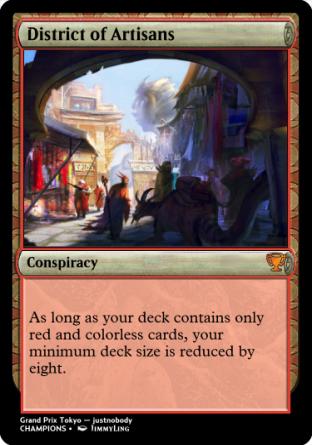 District of Artisans
Conspiracy
As long as your deck contains only
red and colorless cards, your
minimum deck size is reduced by
eight.
Grand Prix Tokyo — justnobody
CHAMPIONS • JIMMYLING